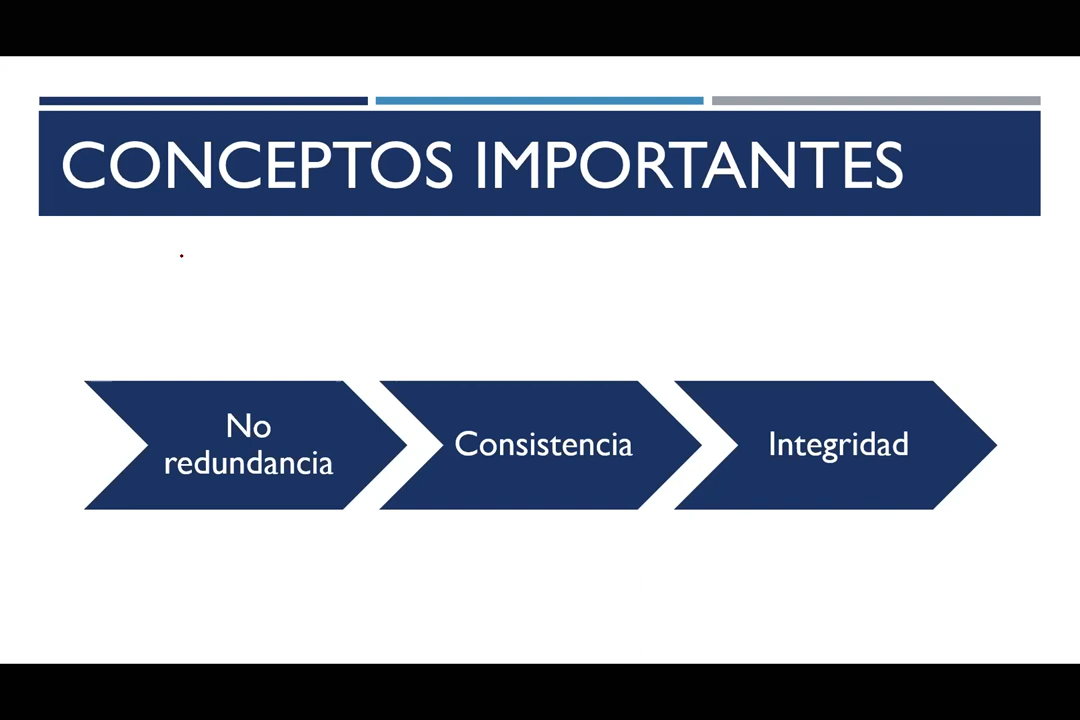 CONCEPTOS IMPORTANTES
No
redundancia
Consistencia
Integridad